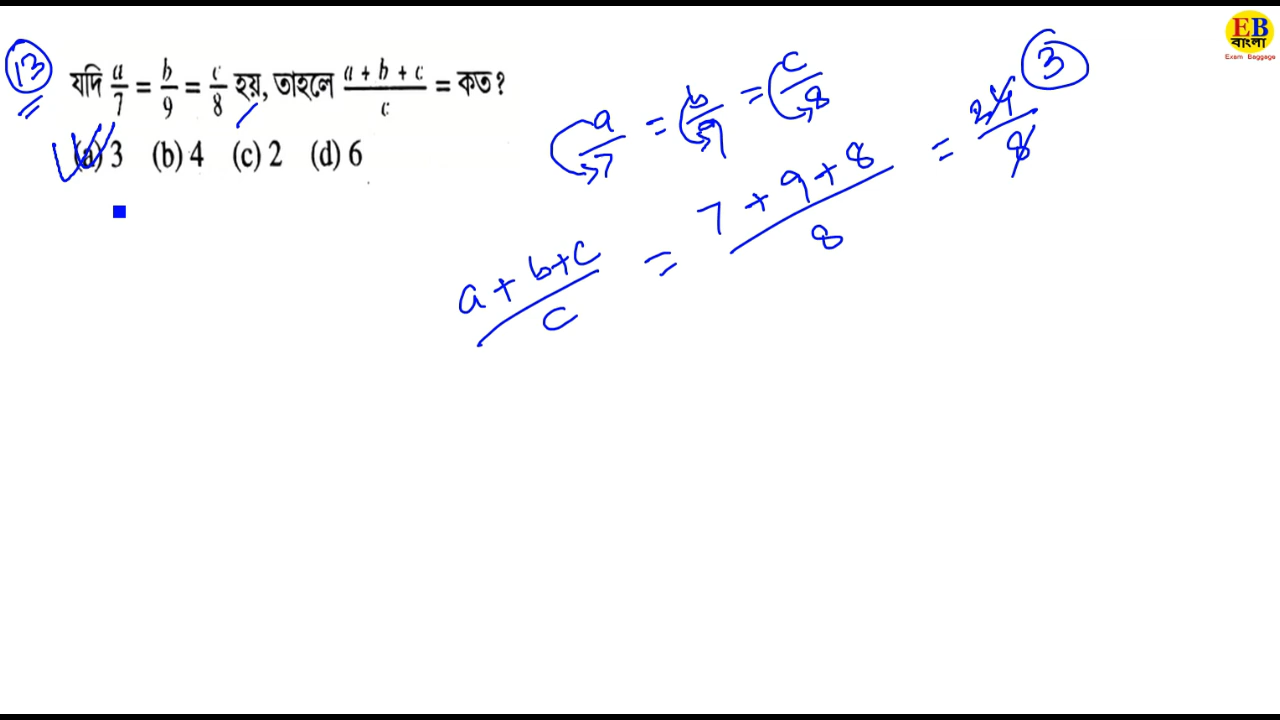 EB
বাংলা
Exam Baggage
13
যদি a/7 = b/9 = c/8 হয়, তাহলে (a + b + c)/c = কত?
(a) 3 (b) 4 (c) 2 (d) 6
a/7 = b/9 = c/8
(a + b + c)/c = (7 + 9 + 8)/8 = 24/8 3